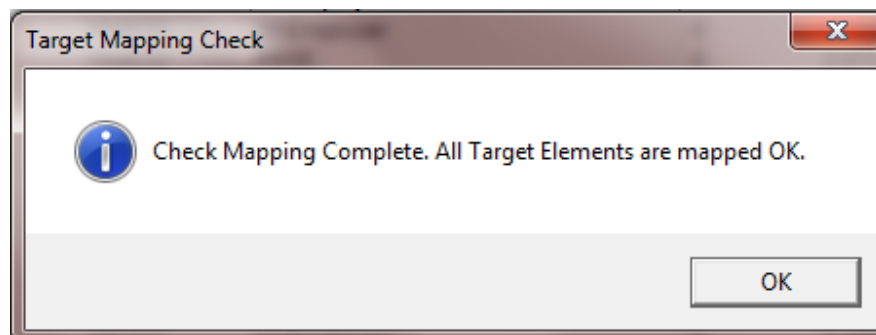 Target Mapping Check
Check Mapping Complete. All Target Elements are mapped OK.
OK